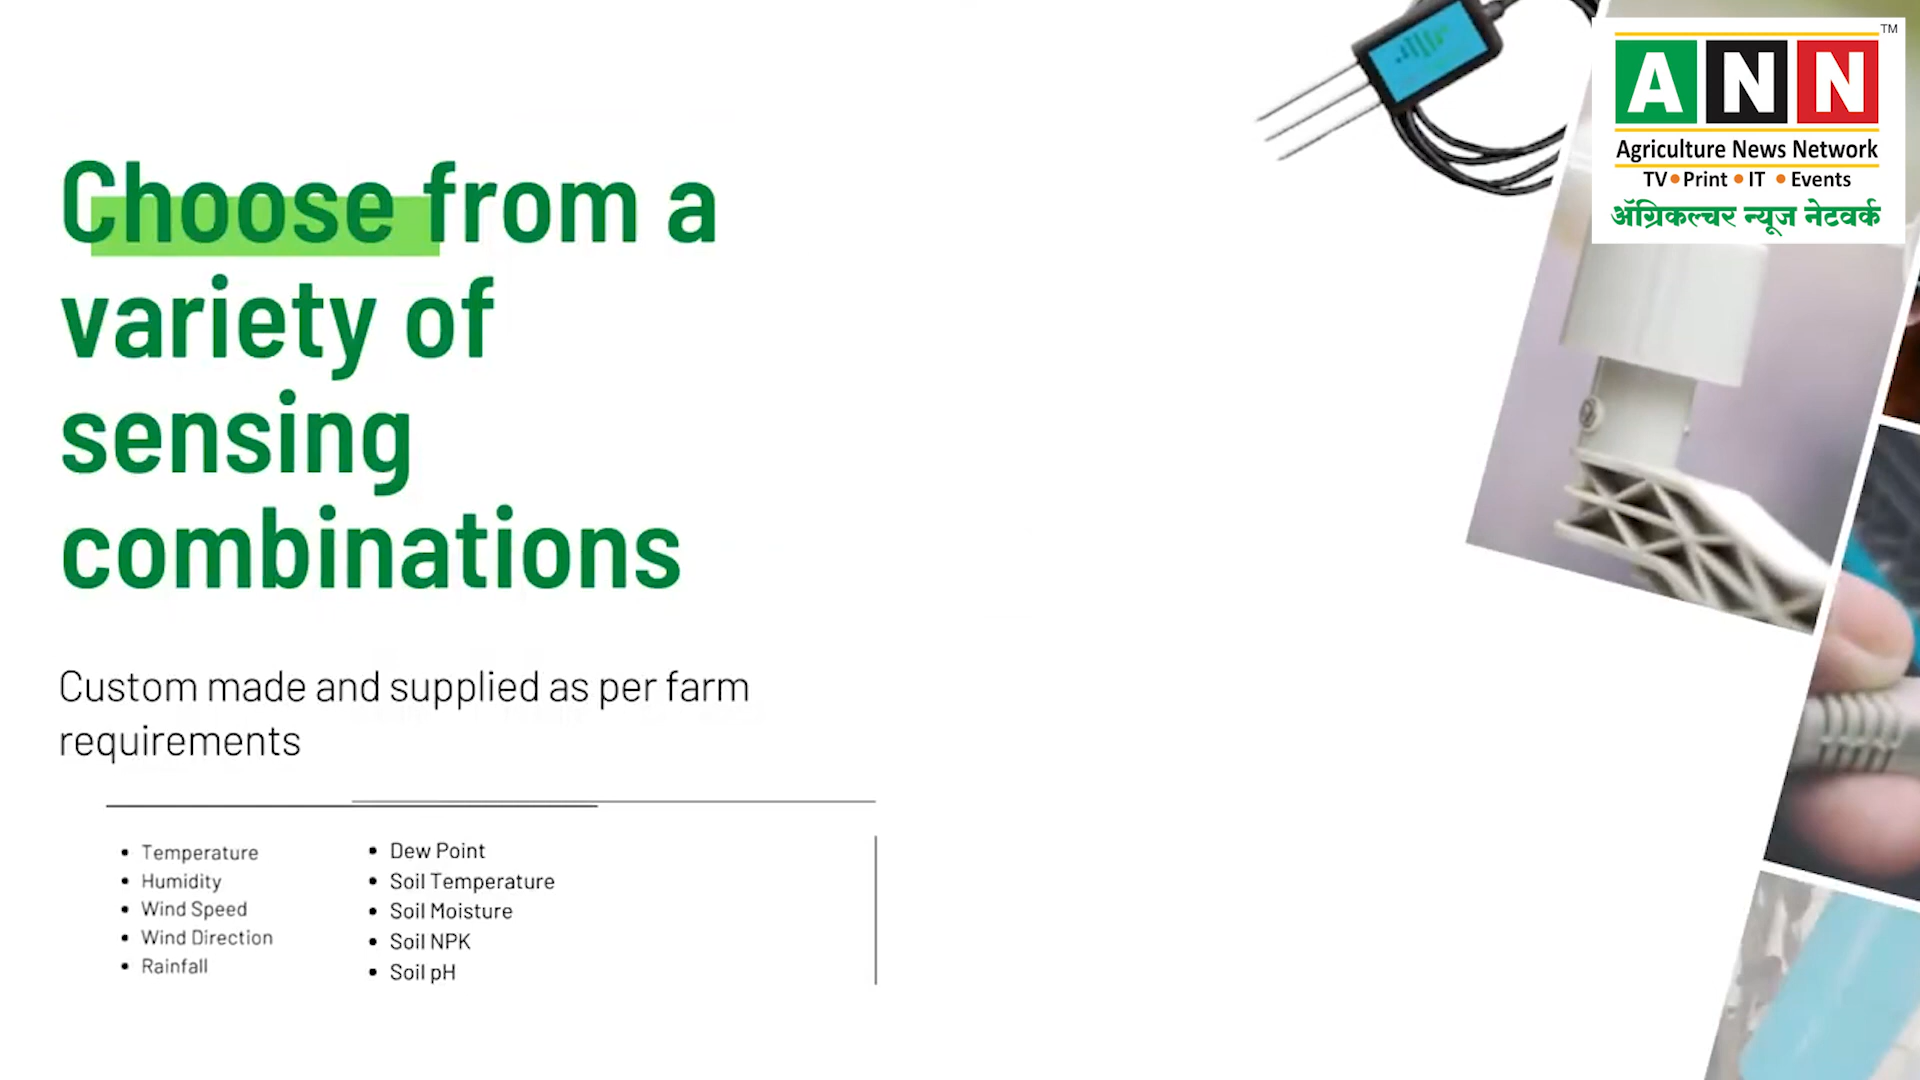 Choose from a
variety of
sensing
combinations
Custom made and supplied as per farm
requirements
• Temperature
• Humidity
• Wind Speed
• Wind Direction
• Rainfall
• Dew Point
• Soil Temperature
• Soil Moisture
• Soil NPK
• Soil pH
ANN TM
Agriculture News Network
TV • Print • IT • Events
ॲग्रिकल्चर न्यूज नेटवर्क